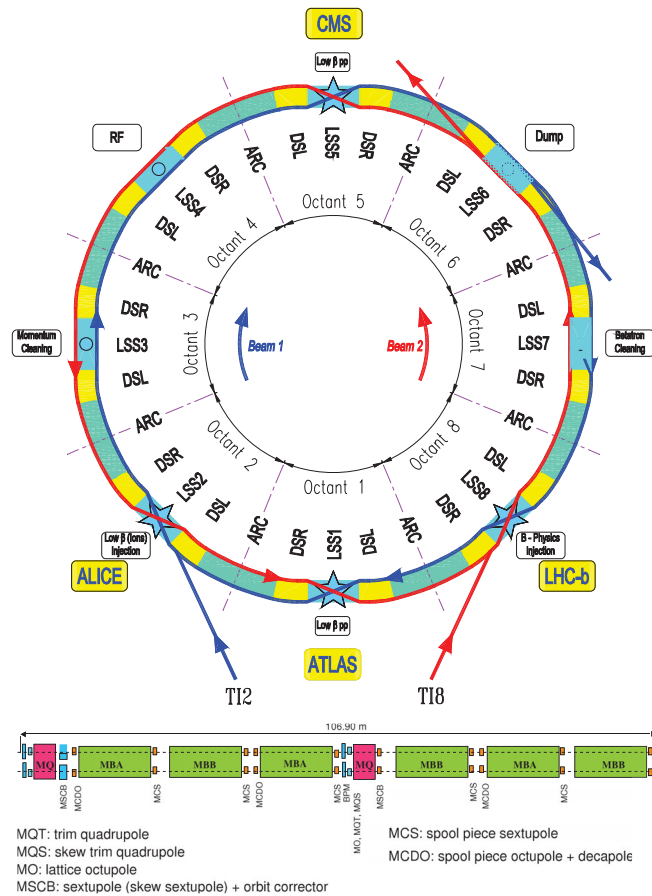 CMS
Low β pp
RF
Dump
DSL
LSS5
DSR
ARC
ARC
DSR
LSS4
DSL
DSL
LSS6
DSR
Octant 5
Octant 4
Octant 6
ARC
ARC
DSR
LSS3
DSL
Momentum
Cleaning
Octant 3
Beam 1
Beam 2
Octant 7
DSL
LSS7
DSR
Betatron
Cleaning
ARC
ARC
Octant 2
Octant 8
Octant 1
DSR
LSS2
DSL
DSL
LSS8
DSR
ARC
DSR
LSS1
DSL
ARC
Low β (Ions)
Injection
B - Physics
Injection
ALICE
LHC-b
Low β pp
ATLAS
TI2
TI8
106.90 m
MQ
MBA
MBB
MBA
MQ
MBB
MBA
MBB
MSCB
MCDO
MCS
MCS
MCDO
MCS
BPM
MO, MQT, MQS
MSCB
MCS
MCDO
MCS
MQT: trim quadrupole
MQS: skew trim quadrupole
MO: lattice octupole
MSCB: sextupole (skew sextupole) + orbit corrector
MCS: spool piece sextupole
MCDO: spool piece octupole + decapole